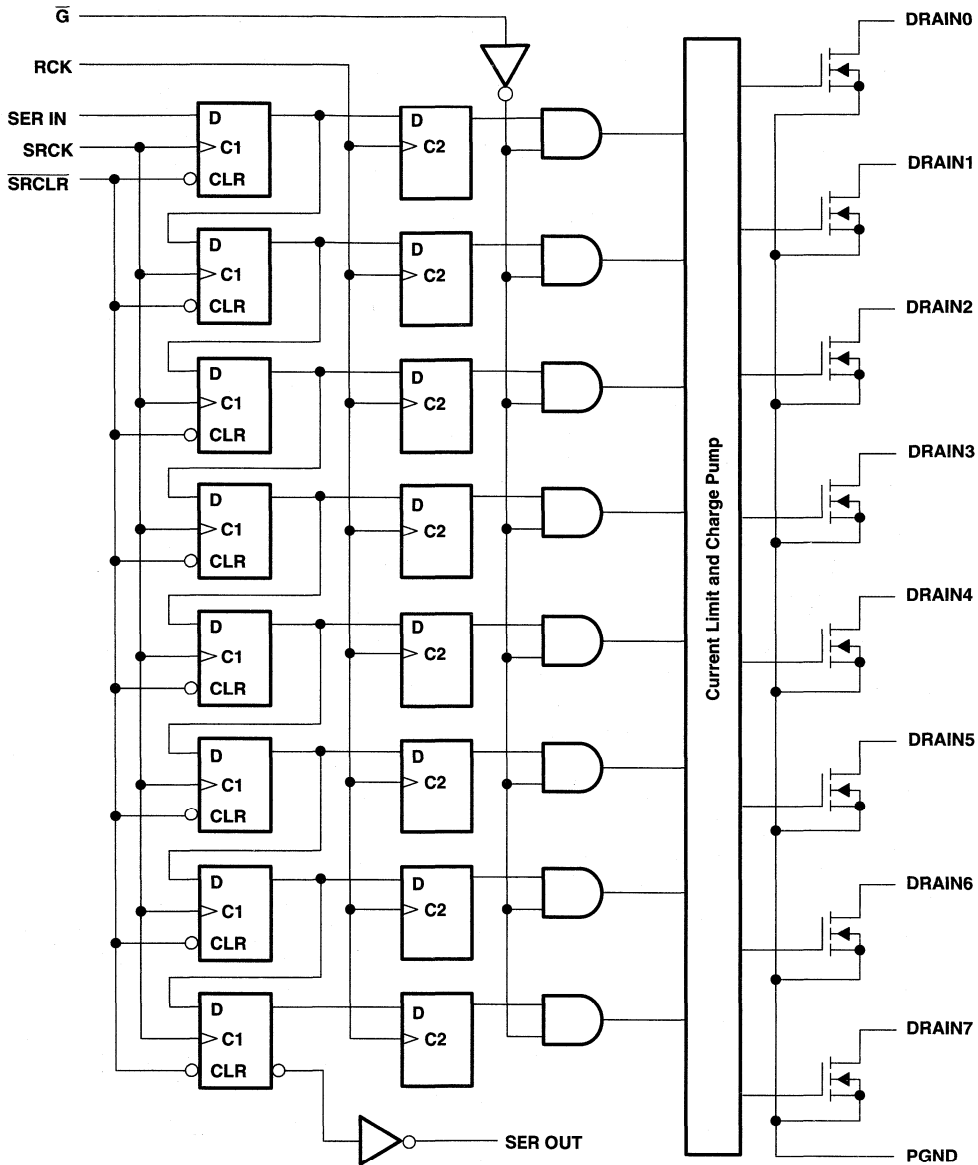 G̅
DRAIN0
RCK
SER IN
D
D
SRCK
C1
C2
S̅R̅C̅L̅R̅
CLR
DRAIN1
D
D
C1
C2
CLR
DRAIN2
D
D
C1
C2
CLR
DRAIN3
D
D
C1
C2
CLR
Current Limit and Charge Pump
DRAIN4
D
D
C1
C2
CLR
DRAIN5
D
D
C1
C2
CLR
DRAIN6
D
D
C1
C2
CLR
DRAIN7
D
D
C1
C2
CLR
SER OUT
PGND